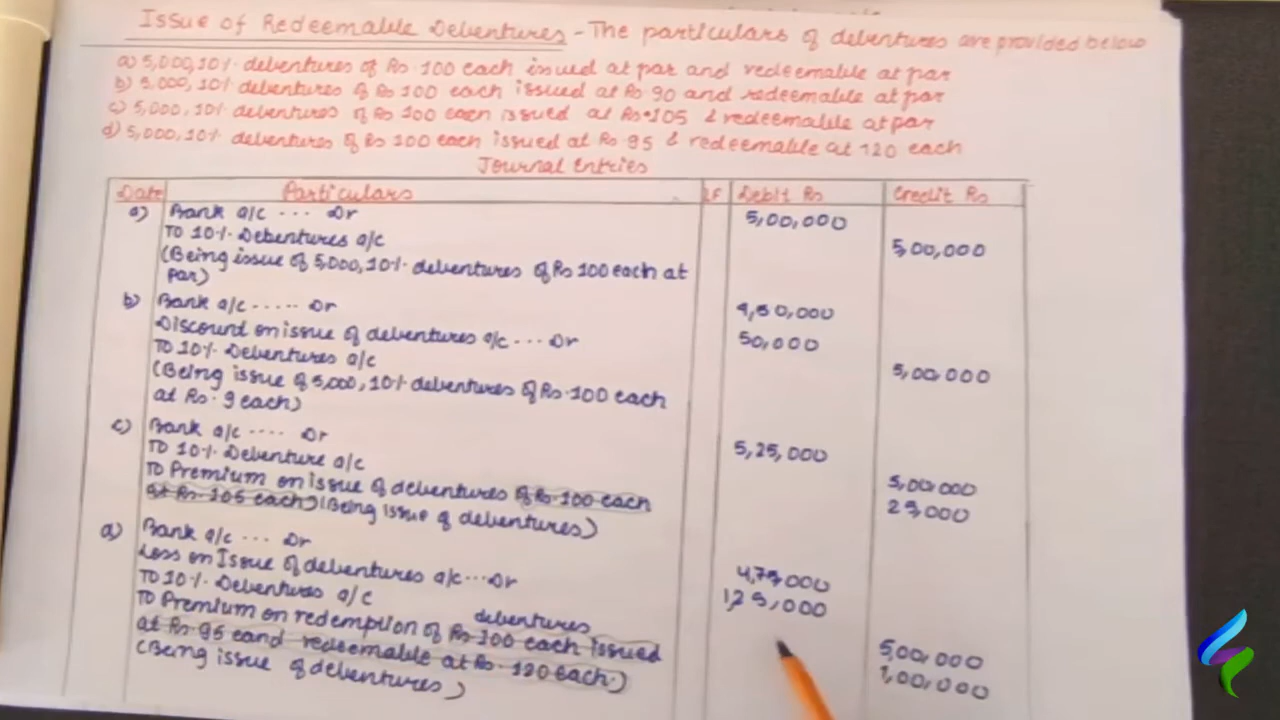 Issue of Redeemable Debentures - The particulars of debentures are provided below
a) 5,000, 10% debentures of Rs 100 each issued at par and redeemable at par
b) 5,000, 10% debentures of Rs 100 each issued at Rs 90 and redeemable at par
c) 5,000, 10% debentures of Rs 100 each issued at Rs. 105 & redeemable at par
d) 5,000, 10% debentures of Rs 100 each issued at Rs 95 & redeemable at 120 each
Journal Entries
Date Particulars LF Debit Rs Credit Rs
a) Bank a/c ... Dr 5,00,000
To 10% Debentures a/c 5,00,000
(Being issue of 5,000, 10% debentures of Rs 100 each at
par)
b) Bank a/c ..... Dr 4,50,000
Discount on issue of debentures a/c ... Dr 50,000
To 10% Debentures a/c 5,00,000
(Being issue of 5,000, 10% debentures of Rs. 100 each
at Rs. 9 each)
c) Bank a/c .... Dr 5,25,000
To 10% Debenture a/c 5,00,000
To Premium on issue of debentures of Rs. 100 each 25,000
at Rs. 105 each) (Being issue of debentures)
d) Bank a/c ... Dr 4,75,000
Loss on Issue of debentures a/c ... Dr 1,25,000
To 10% Debentures a/c 5,00,000
debentures
To Premium on redemption of Rs 100 each issued 1,00,000
at Rs. 95 eand redeemable at Rs. 120 each.)
(Being issue of debentures)